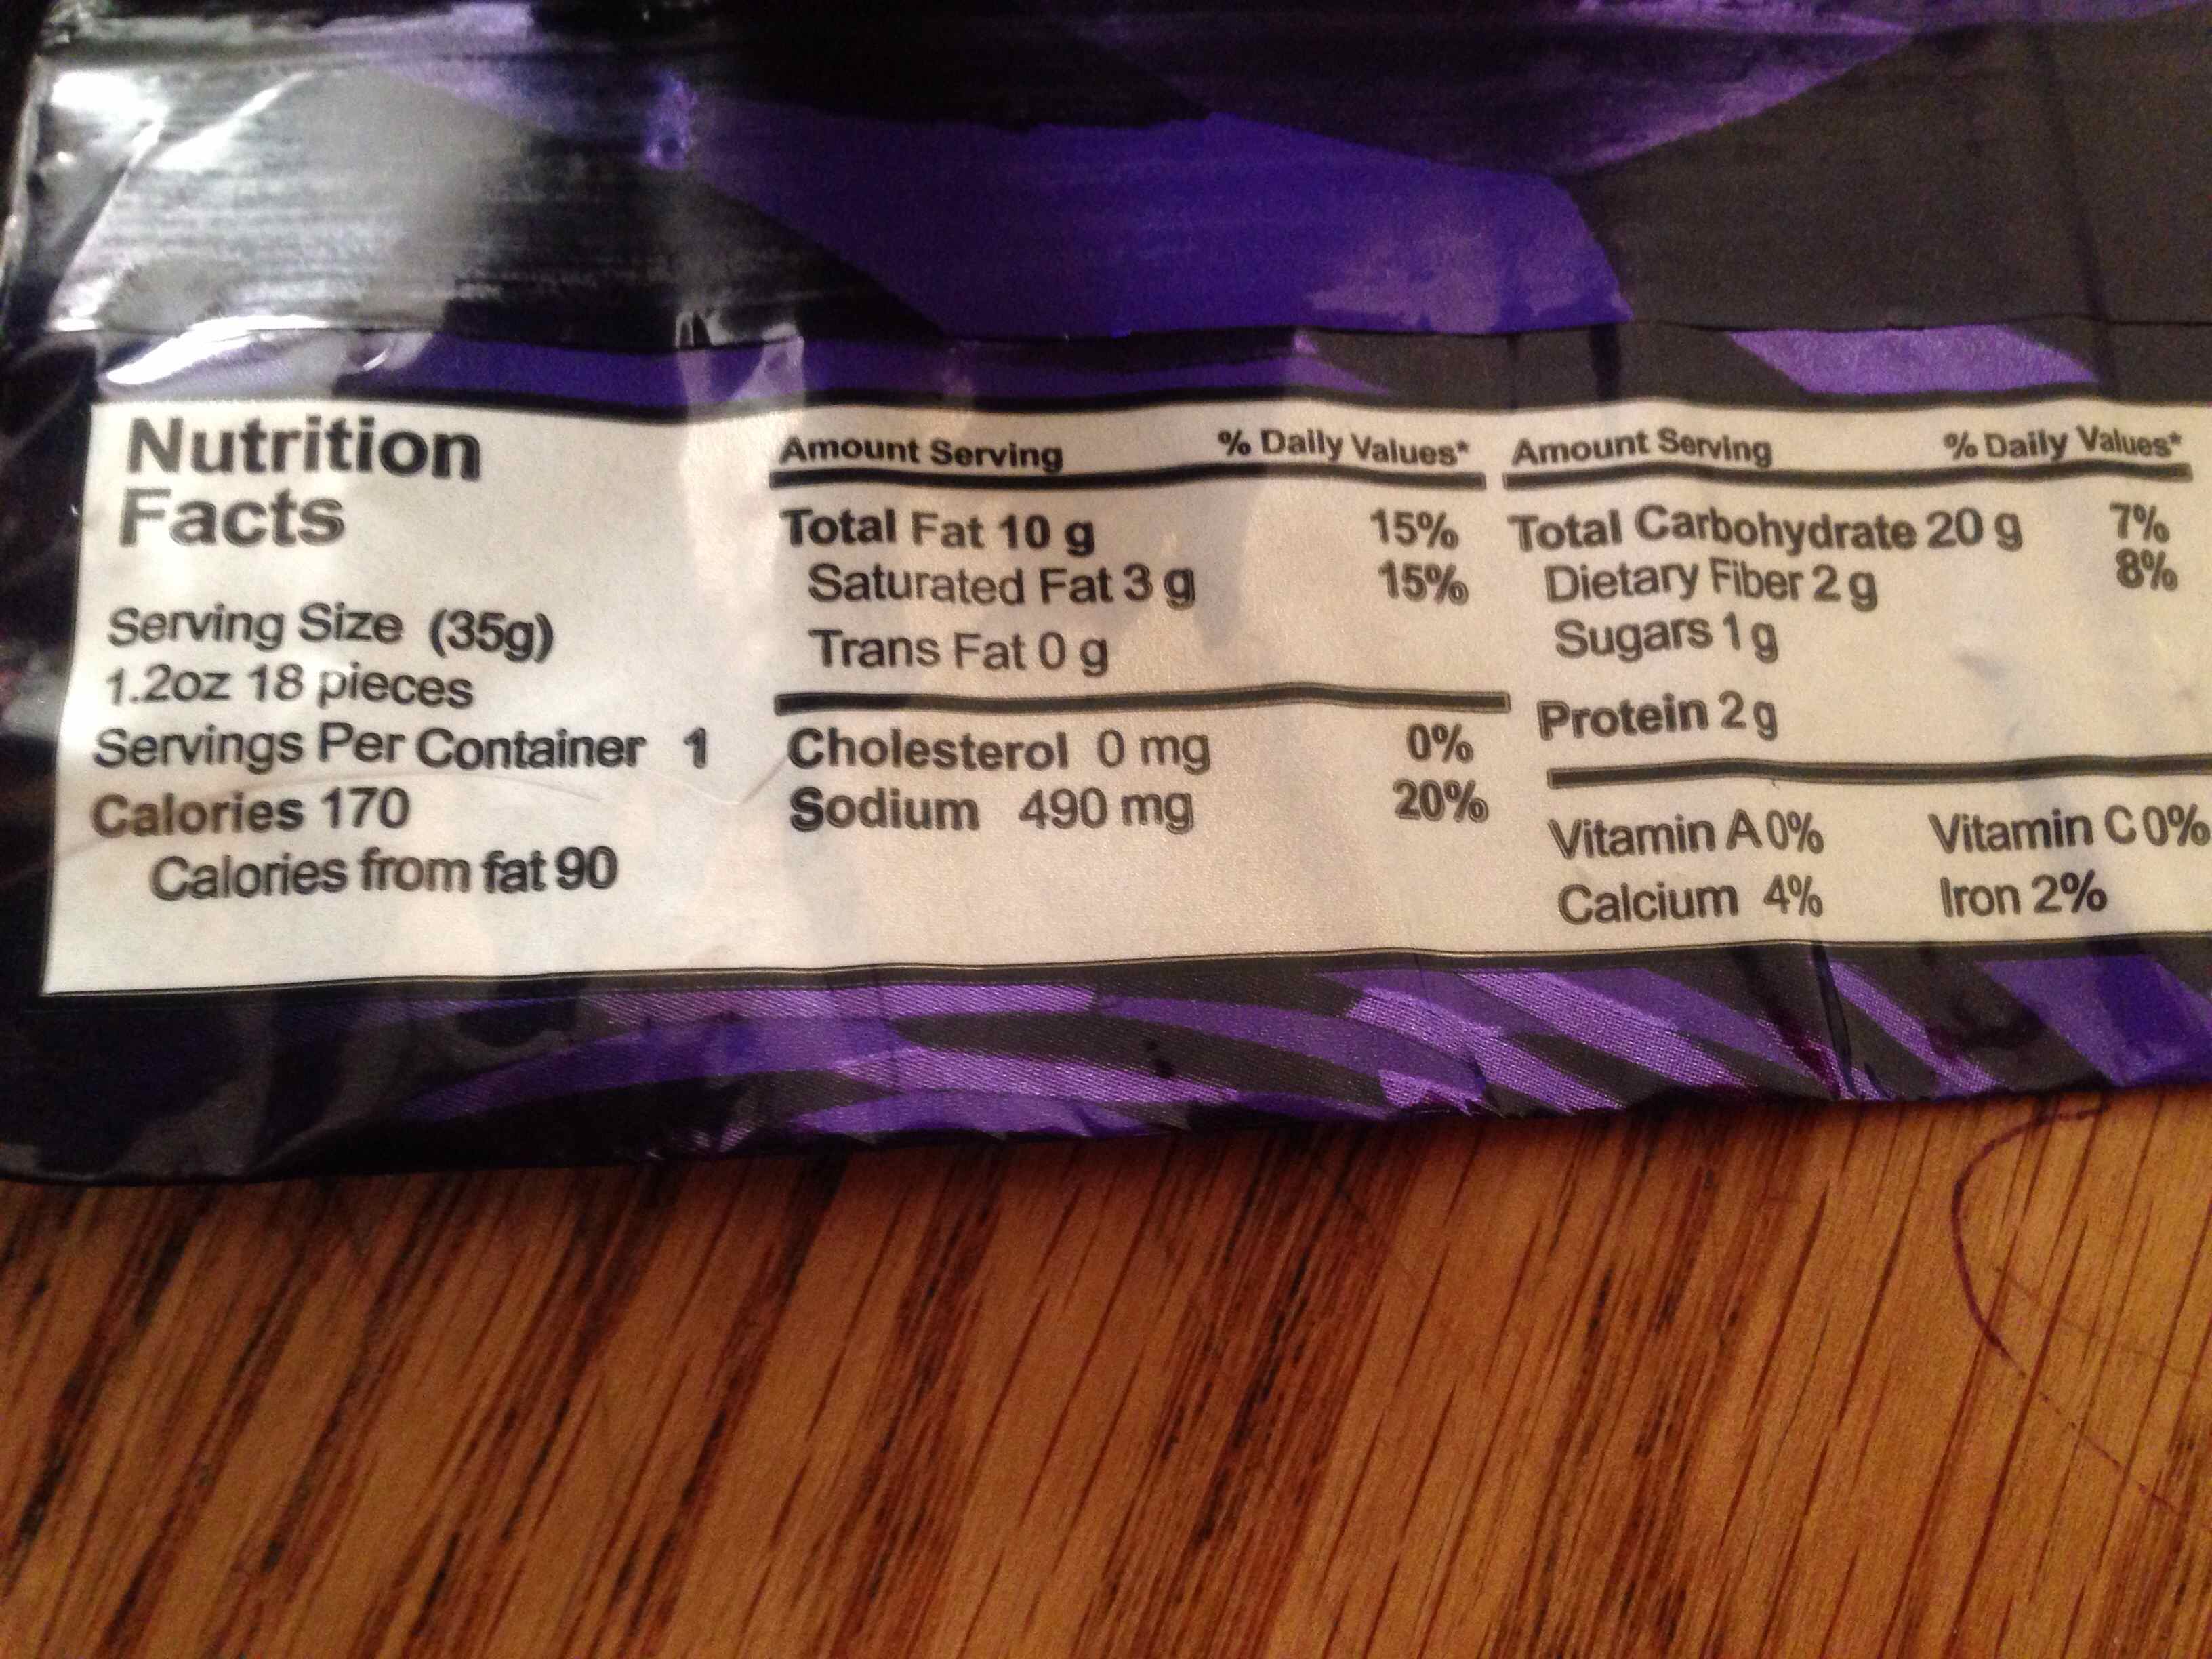 Nutrition
Facts
Serving Size (35g)
1.2oz 18 pieces
Servings Per Container 1
Calories 170
Calories from fat 90
Amount Serving % Daily Values*
Total Fat 10 g 15%
Saturated Fat 3 g 15%
Trans Fat 0 g
Cholesterol 0 mg 0%
Sodium 490 mg 20%
Amount Serving % Daily Values*
Total Carbohydrate 20 g 7%
Dietary Fiber 2 g 8%
Sugars 1 g
Protein 2 g
Vitamin A 0% Vitamin C 0%
Calcium 4% Iron 2%